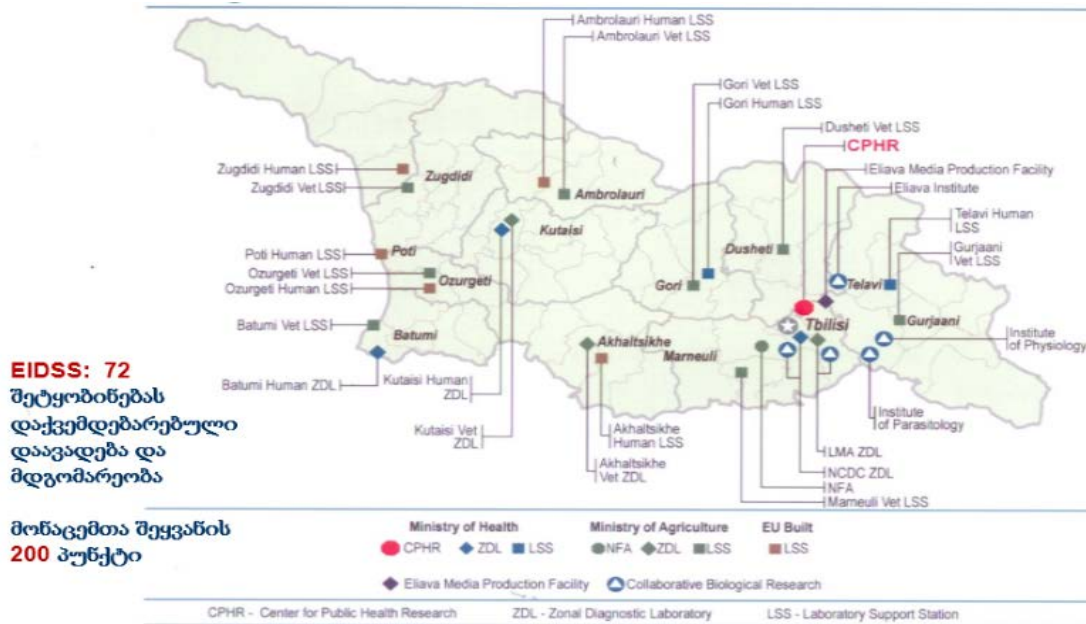 Ambrolauri Human LSS
Ambrolauri Vet LSS
Gori Vet LSS
Gori Human LSS
Dusheti Vet LSS
CPHR
Eliava Media Production Facility
Eliava Institute
Telavi Human
LSS
Gurjaani
Vet LSS
Zugdidi Human LSS
Zugdidi Vet LSS
Zugdidi
Ambrolauri
Kutaisi
Poti Human LSS
Poti
Ozurgeti Vet LSS
Ozurgeti Human LSS
Ozurgeti
Dusheti
Gori
Telavi
Batumi Vet LSS
Batumi
Tbilisi
Gurjaani
Institute
of Physiology
Akhaltsikhe
Marneuli
Batumi Human ZDL
Kutaisi Human
ZDL
Kutaisi Vet
ZDL
Akhaltsikhe
Human LSS
Akhaltsikhe
Vet ZDL
Institute
of Parasitology
LMA ZDL
NCDC ZDL
NFA
Marneuli Vet LSS
EIDSS: 72
შეტყობინებას
დაქვემდებარებული
დაავადება და
მდგომარეობა
მონაცემთა შეყვანის
200 პუნქტი
Ministry of Health Ministry of Agriculture EU Built
CPHR ZDL LSS NFA ZDL LSS LSS
Eliava Media Production Facility Collaborative Biological Research
CPHR - Center for Public Health Research ZDL - Zonal Diagnostic Laboratory LSS - Laboratory Support Station